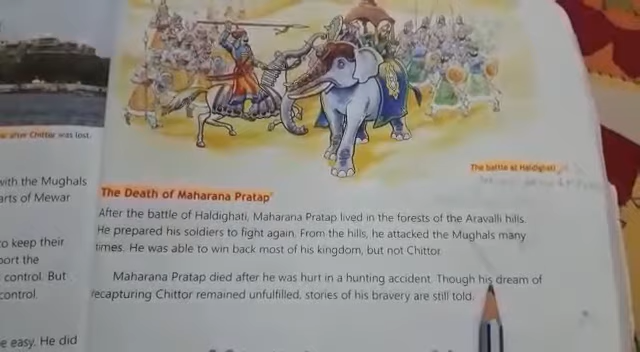 after Chittor was lost.
with the Mughals
arts of Mewar
to keep their
port the
control. But
control.
e easy. He did
The battle at Haldighati
The Death of Maharana Pratap
After the battle of Haldighati, Maharana Pratap lived in the forests of the Aravalli hills.
He prepared his soldiers to fight again. From the hills, he attacked the Mughals many
times. He was able to win back most of his kingdom, but not Chittor.
Maharana Pratap died after he was hurt in a hunting accident. Though his dream of
recapturing Chittor remained unfulfilled, stories of his bravery are still told.